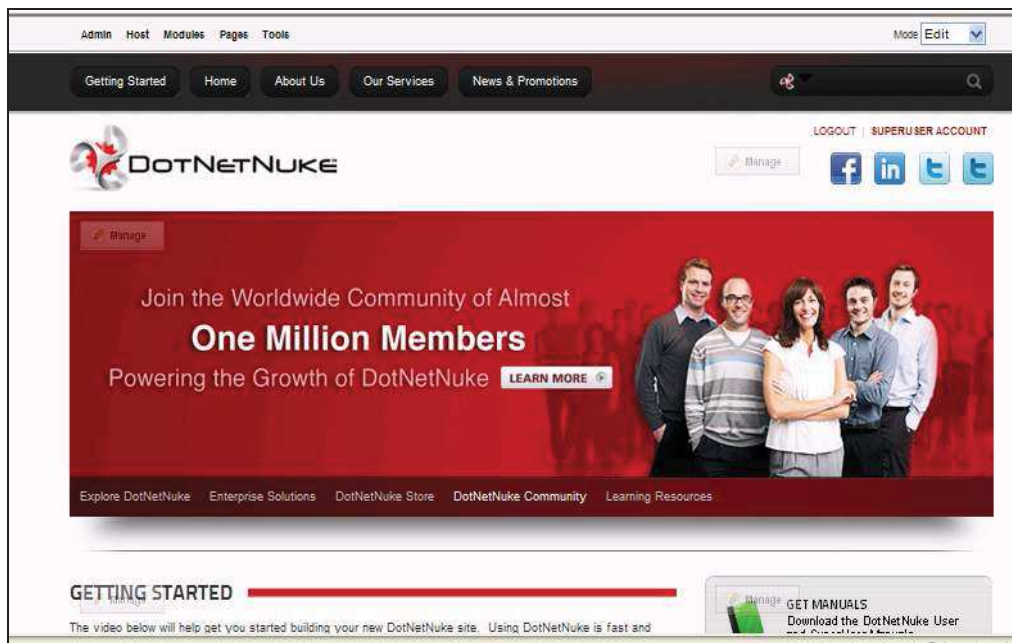 Admin Host Modules Pages Tools
Mode Edit
Getting Started Home About Us Our Services News & Promotions
LOGOUT | SUPERUSER ACCOUNT
DOTNETNUKE
Manage
Manage
Join the Worldwide Community of Almost
One Million Members
Powering the Growth of DotNetNuke LEARN MORE
Explore DotNetNuke Enterprise Solutions DotNetNuke Store DotNetNuke Community Learning Resources
GETTING STARTED
Manage
Manage
GET MANUALS
Download the DotNetNuke User
The video below will help get you started building your new DotNetNuke site. Using DotNetNuke is fast and